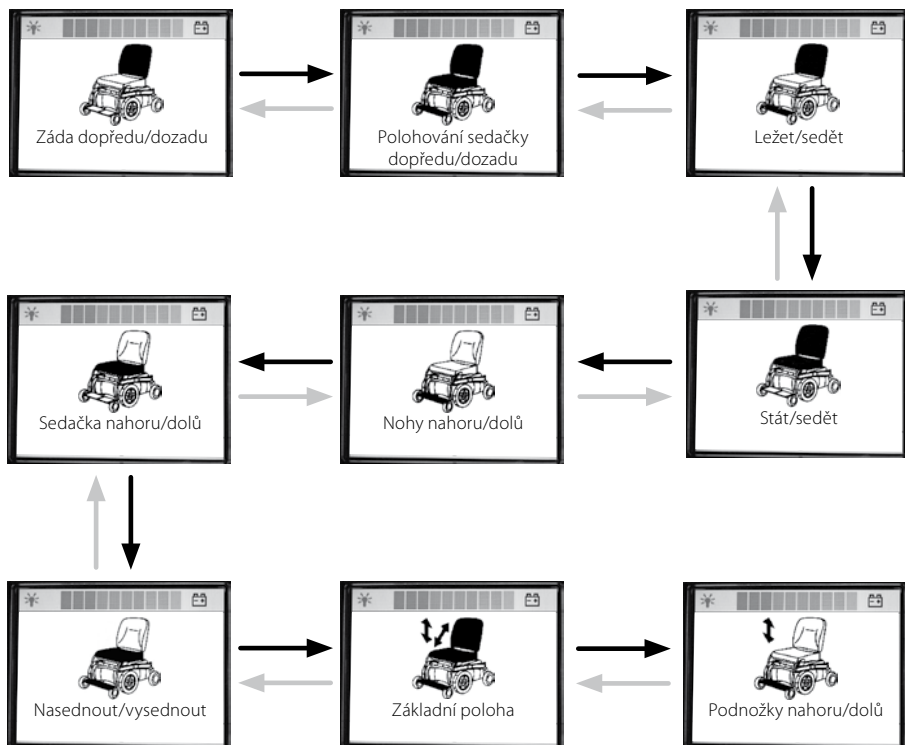 Záda dopředu/dozadu
Polohování sedačky
dopředu/dozadu
Ležet/sedět
Sedačka nahoru/dolů
Nohy nahoru/dolů
Stát/sedět
Nasednout/vysednout
Základní poloha
Podnožky nahoru/dolů